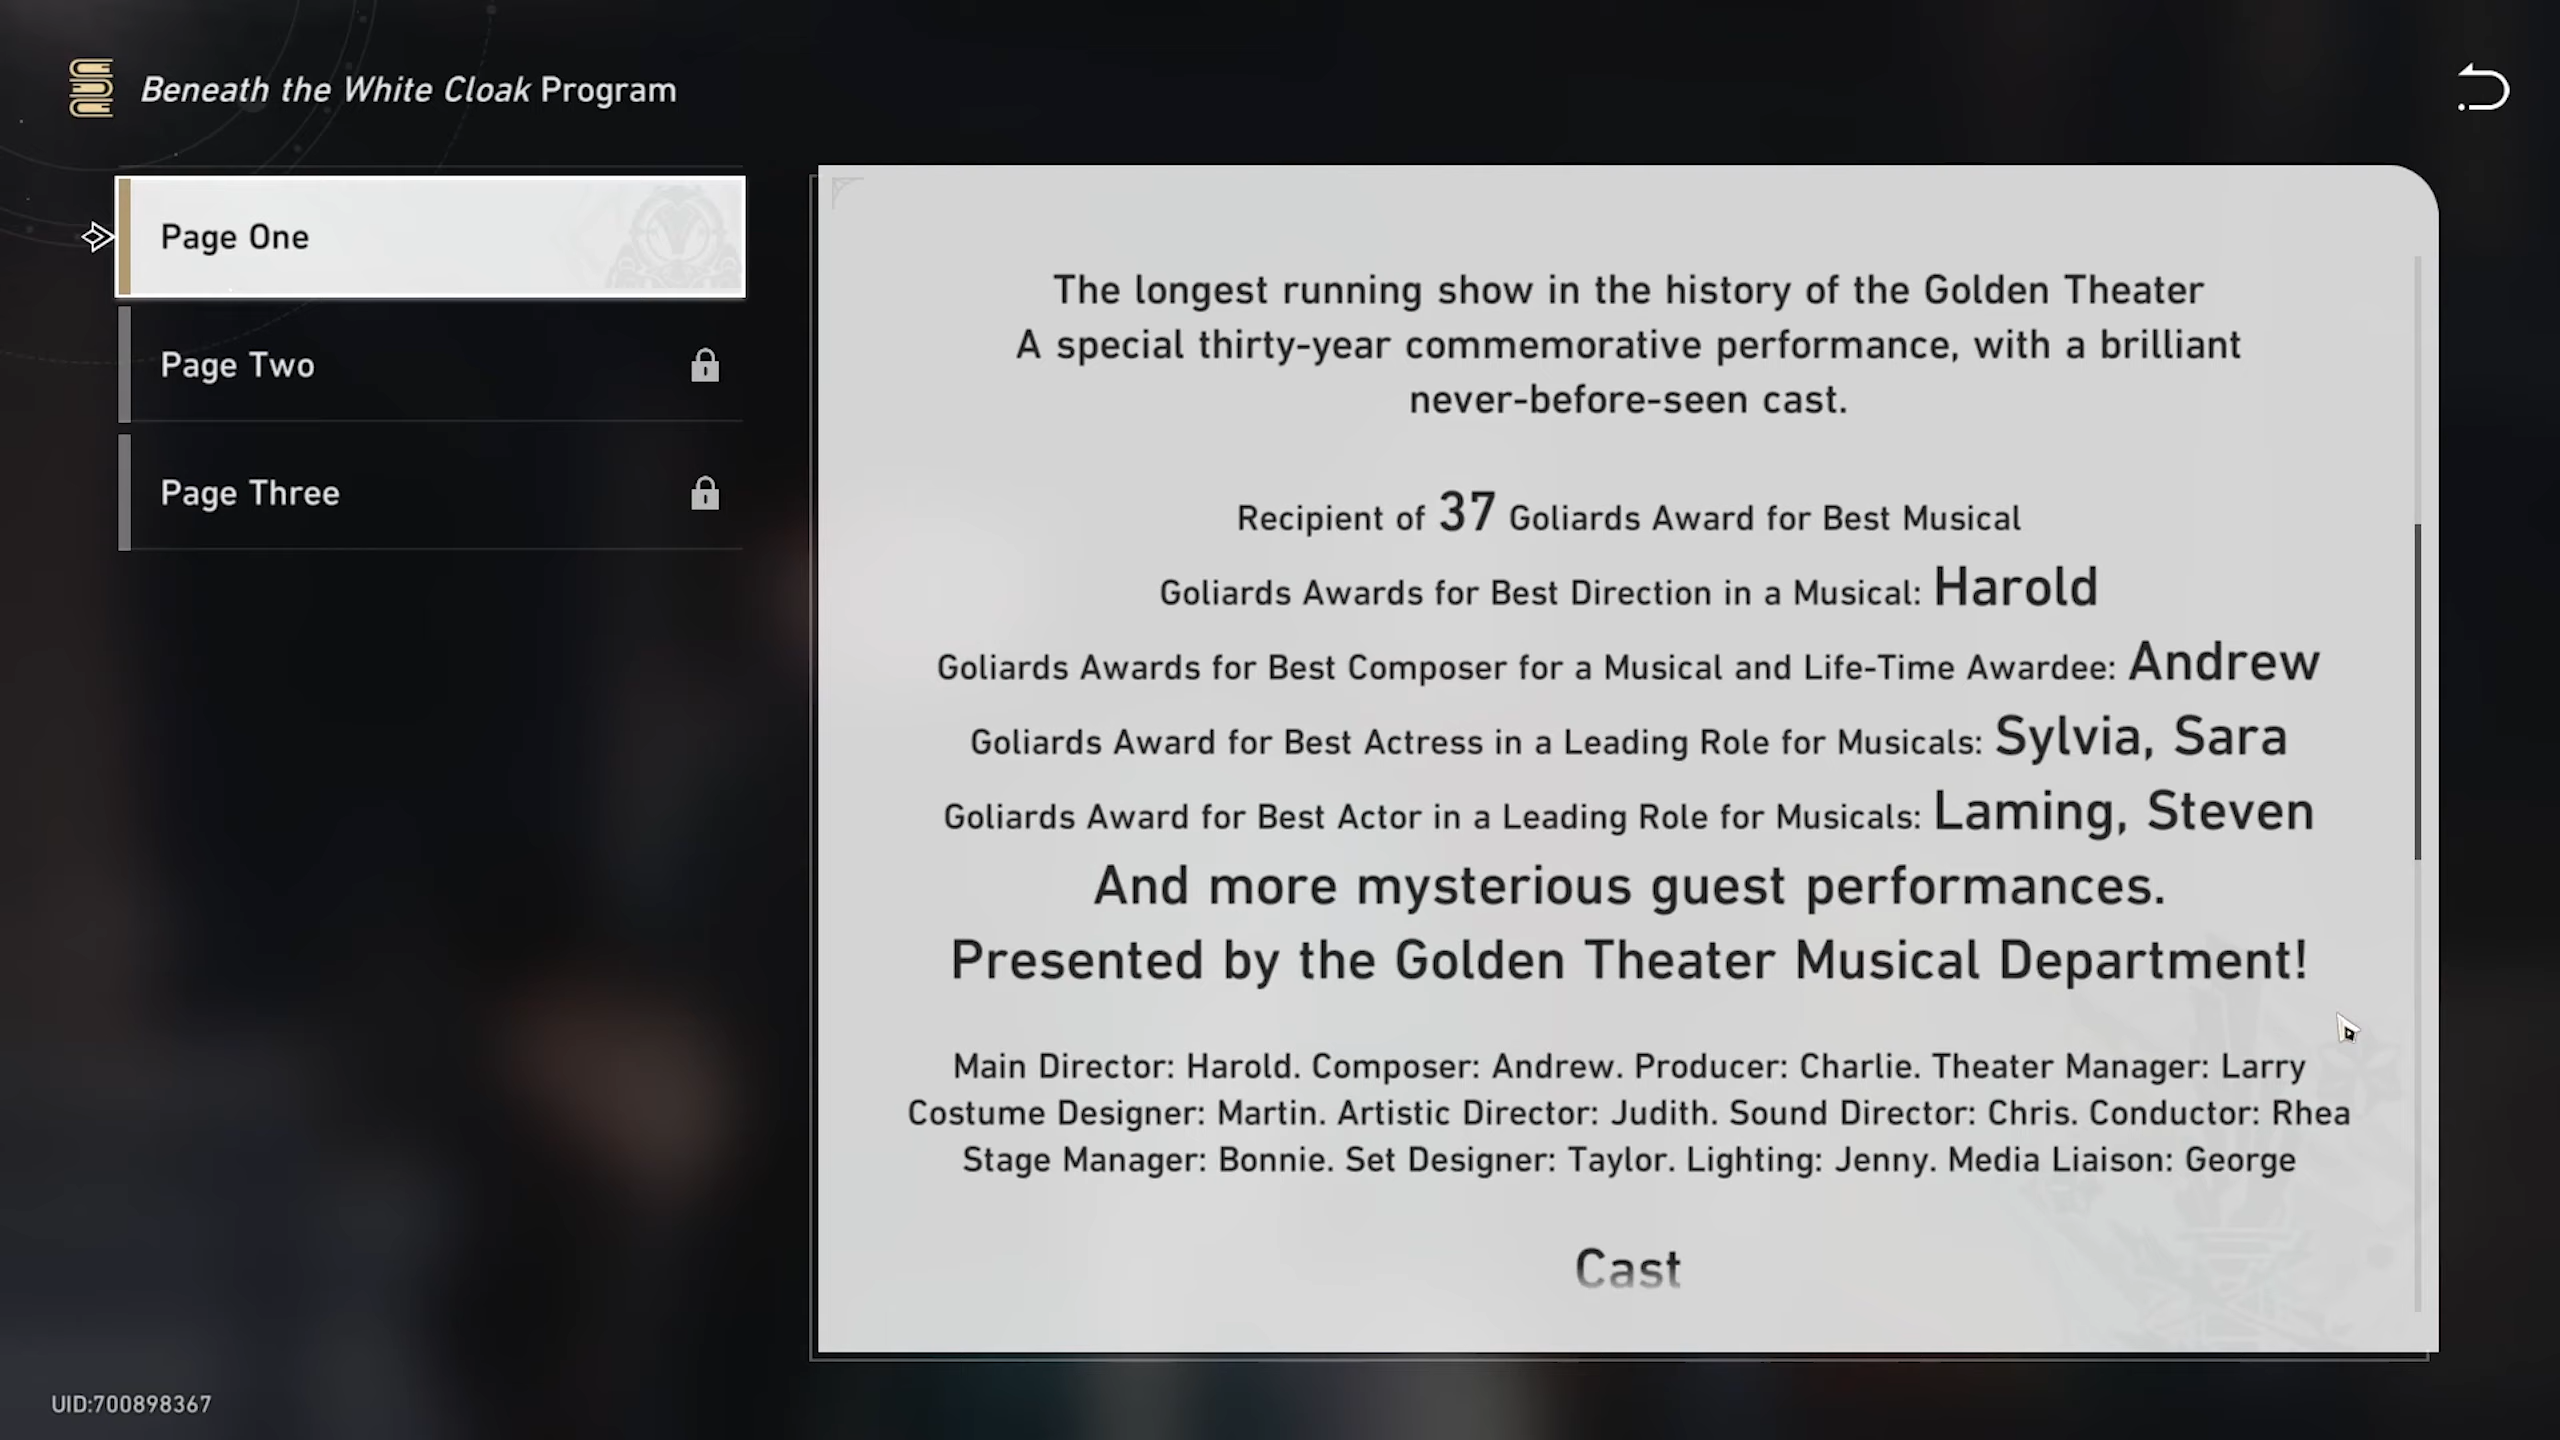 Beneath the White Cloak Program
Page One
Page Two
Page Three
The longest running show in the history of the Golden Theater
A special thirty-year commemorative performance, with a brilliant
never-before-seen cast.
Recipient of 37 Goliards Award for Best Musical
Goliards Awards for Best Direction in a Musical: Harold
Goliards Awards for Best Composer for a Musical and Life-Time Awardee: Andrew
Goliards Award for Best Actress in a Leading Role for Musicals: Sylvia, Sara
Goliards Award for Best Actor in a Leading Role for Musicals: Laming, Steven
And more mysterious guest performances.
Presented by the Golden Theater Musical Department!
Main Director: Harold. Composer: Andrew. Producer: Charlie. Theater Manager: Larry
Costume Designer: Martin. Artistic Director: Judith. Sound Director: Chris. Conductor: Rhea
Stage Manager: Bonnie. Set Designer: Taylor. Lighting: Jenny. Media Liaison: George
Cast
UID:700898367